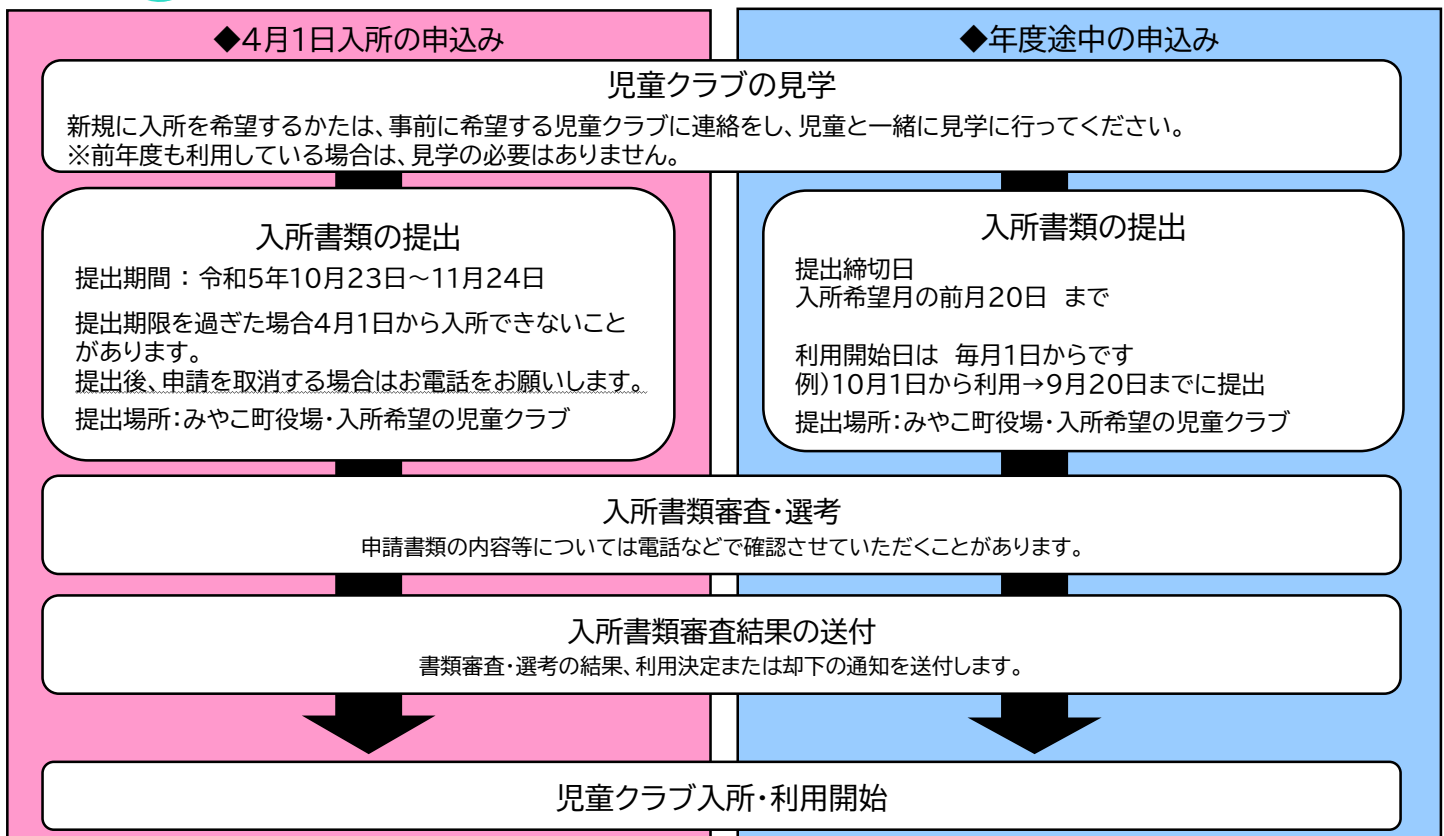 ◆4月1日入所の申込み
◆年度途中の申込み
児童クラブの見学
新規に入所を希望するかたは、事前に希望する児童クラブに連絡をし、児童と一緒に見学に行ってください。
※前年度も利用している場合は、見学の必要はありません。
入所書類の提出
提出期間：令和5年10月23日～11月24日
提出期限を過ぎた場合4月1日から入所できないこと
があります。
提出後、申請を取消する場合はお電話をお願いします。
提出場所：みやこ町役場・入所希望の児童クラブ
入所書類の提出
提出締切日
入所希望月の前月20日 まで
利用開始日は 毎月1日からです
例)10月1日から利用→9月20日までに提出
提出場所：みやこ町役場・入所希望の児童クラブ
入所書類審査・選考
申請書類の内容等については電話などで確認させていただくことがあります。
入所書類審査結果の送付
書類審査・選考の結果、利用決定または却下の通知を送付します。
児童クラブ入所・利用開始